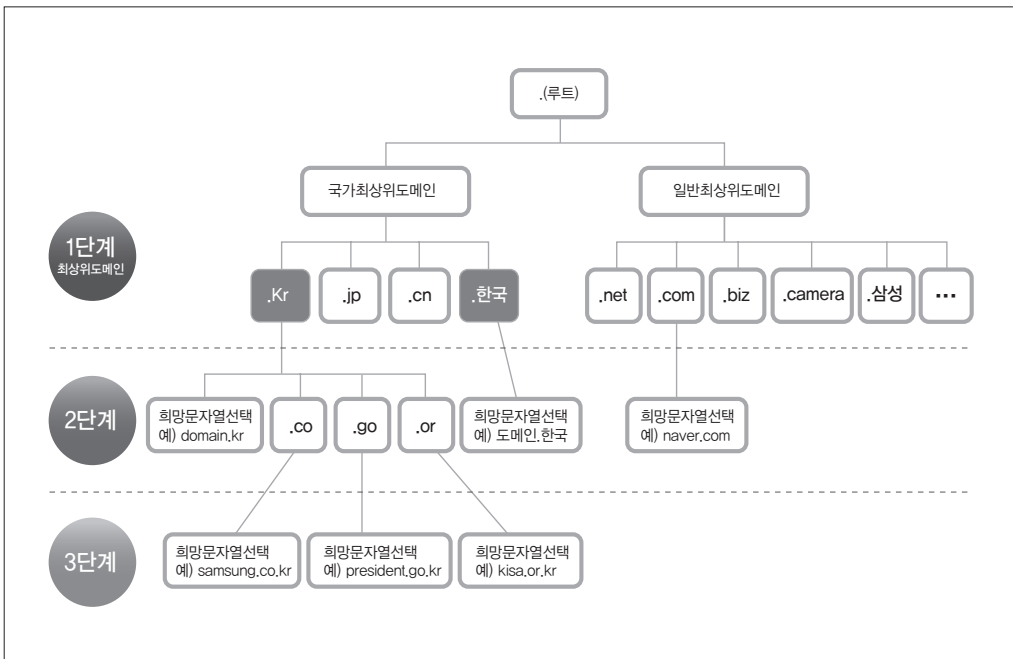 .(루트)
국가최상위도메인
일반최상위도메인
1단계
최상위도메인
.Kr
.jp
.cn
.한국
.net
.com
.biz
.camera
.삼성
...
2단계
희망문자열선택
예) domain.kr
.co
.go
.or
희망문자열선택
예) 도메인.한국
희망문자열선택
예) naver.com
3단계
희망문자열선택
예) samsung.co.kr
희망문자열선택
예) president.go.kr
희망문자열선택
예) kisa.or.kr